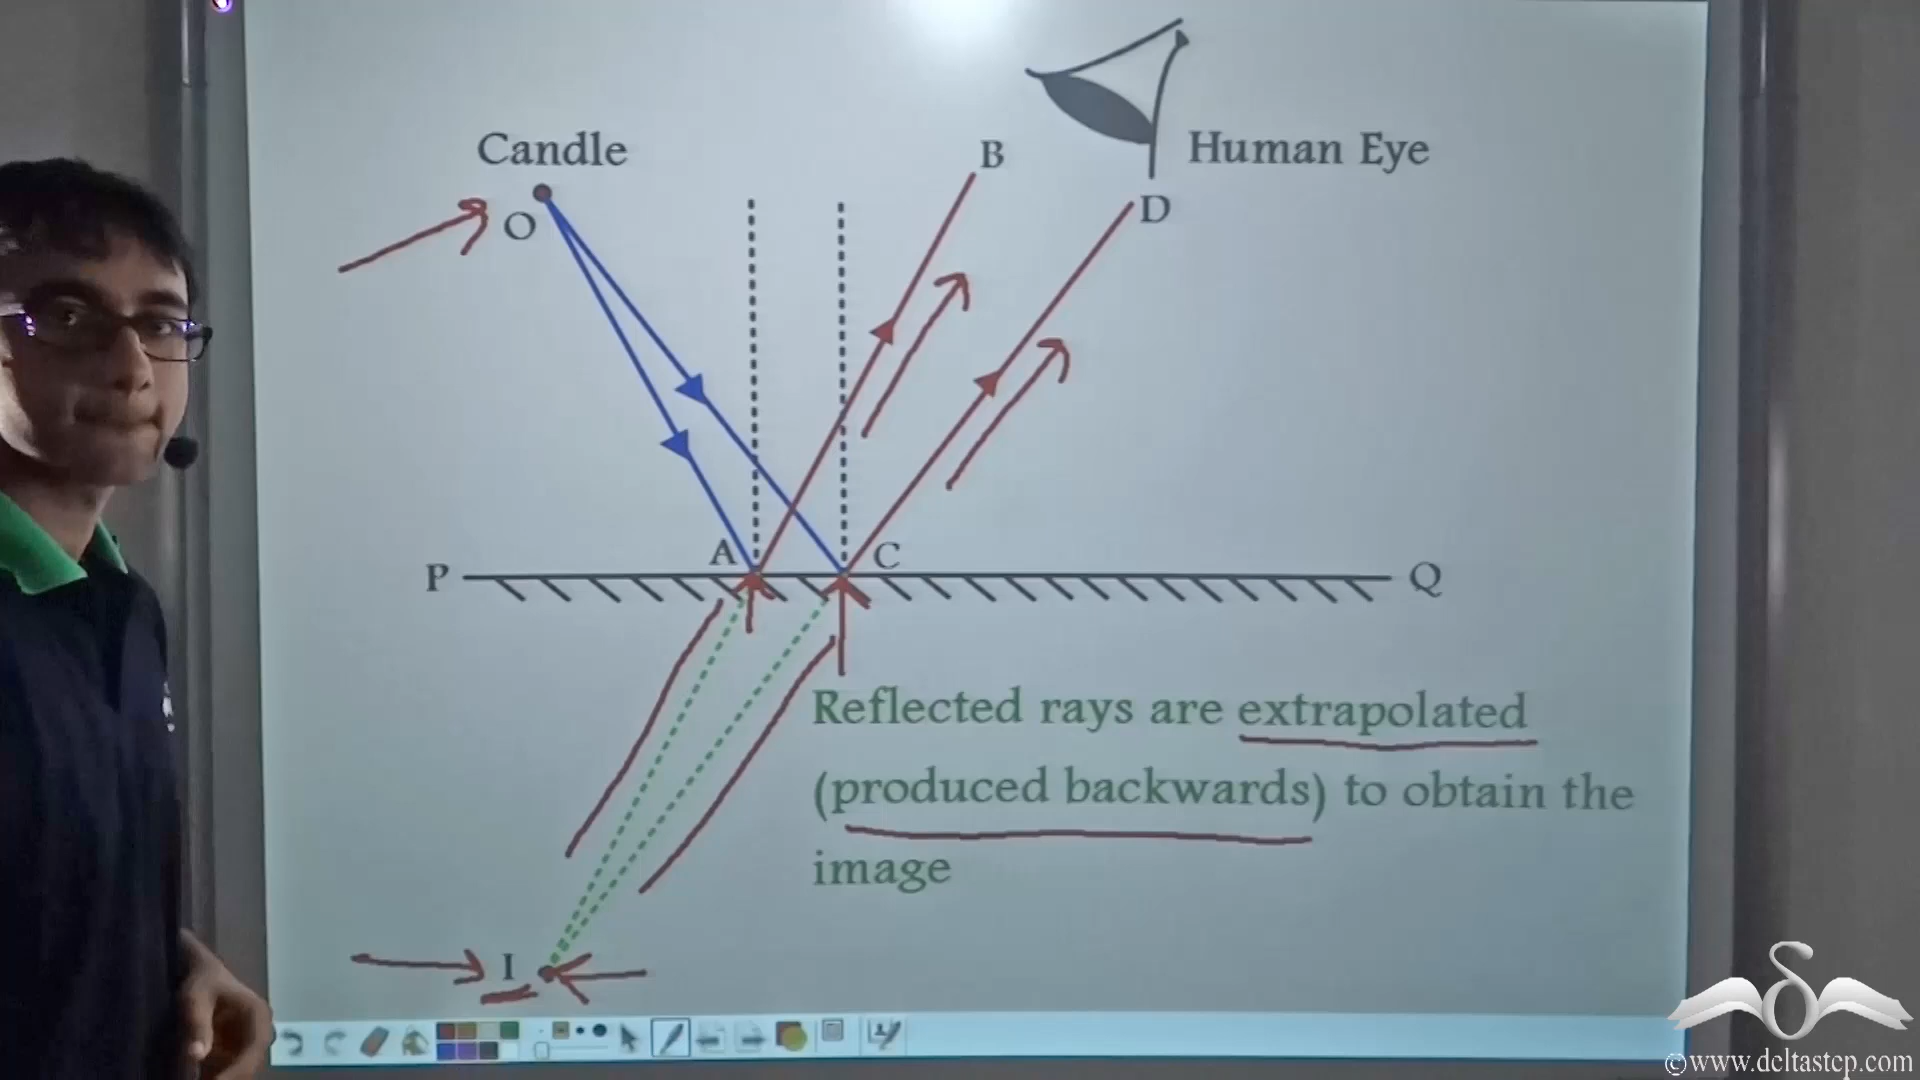 Candle
O
B
Human Eye
D
A
C
P
Q
Reflected rays are extrapolated
(produced backwards) to obtain the
image
I
©www.deltastep.com